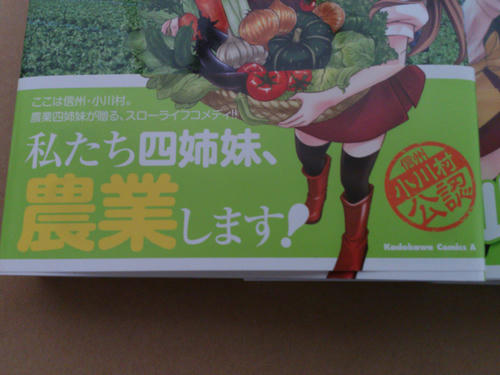 ここは信州・小川村。
農業四姉妹が贈る、スローライフコメディ!!
私たち四姉妹、
農業します!
信州
小川村
公認
Kadokawa Comics A